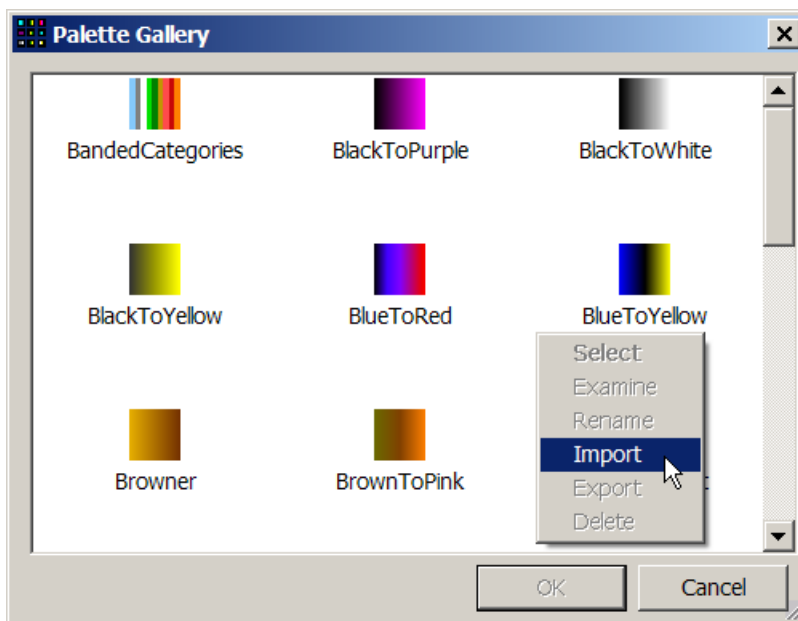 Palette Gallery
BandedCategories
BlackToPurple
BlackToWhite
BlackToYellow
BlueToRed
BlueToYellow
Browner
BrownToPink
Select
Examine
Rename
Import
Export
Delete
OK
Cancel